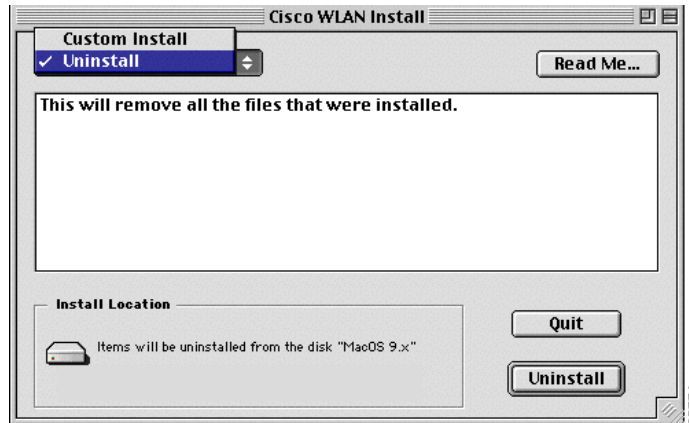 Cisco WLAN Install
Custom Install
Uninstall
Read Me...
This will remove all the files that were installed.
Install Location
Items will be uninstalled from the disk "MacOS 9.x"
Quit
Uninstall